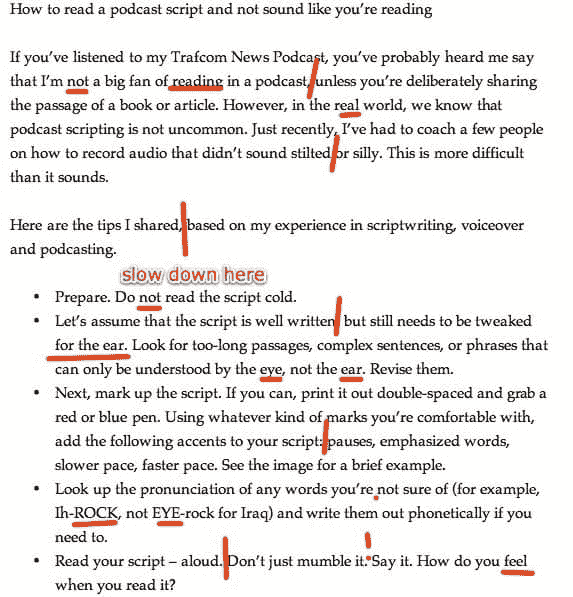 How to read a podcast script and not sound like you're reading
If you've listened to my Trafcom News Podcast, you've probably heard me say
that I'm not a big fan of reading in a podcast, unless you're deliberately sharing
the passage of a book or article. However, in the real world, we know that
podcast scripting is not uncommon. Just recently, I've had to coach a few people
on how to record audio that didn't sound stilted or silly. This is more difficult
than it sounds.
Here are the tips I shared, based on my experience in scriptwriting, voiceover
and podcasting.
slow down here
• Prepare. Do not read the script cold.
• Let's assume that the script is well written, but still needs to be tweaked
for the ear. Look for too-long passages, complex sentences, or phrases that
can only be understood by the eye, not the ear. Revise them.
• Next, mark up the script. If you can, print it out double-spaced and grab a
red or blue pen. Using whatever kind of marks you're comfortable with,
add the following accents to your script: pauses, emphasized words,
slower pace, faster pace. See the image for a brief example.
• Look up the pronunciation of any words you're not sure of (for example,
Ih-ROCK, not EYE-rock for Iraq) and write them out phonetically if you
need to.
• Read your script – aloud. Don't just mumble it. Say it. How do you feel
when you read it?